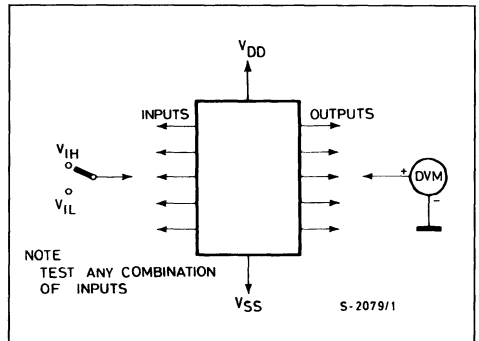 VDD
INPUTS
OUTPUTS
VIH
VIL
+
DVM
-
NOTE
TEST ANY COMBINATION
OF INPUTS
VSS
S-2079/1